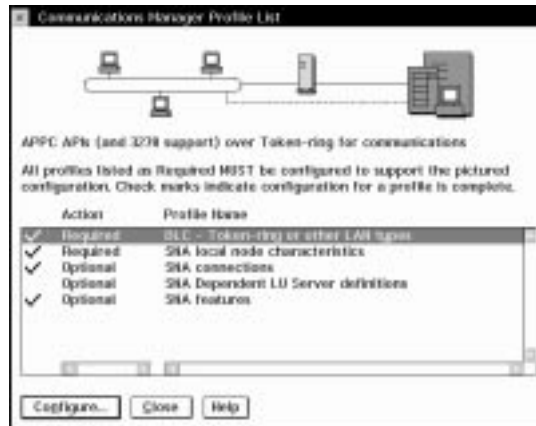 Communications Manager Profile List
APPC APIs (and 3270 support) over Token-ring for communications
All profiles listed as Required MUST be configured to support the pictured
configuration. Check marks indicate configuration for a profile is complete.
Action Profile Name
Required DLC - Token-ring or other LAN types
Required SNA local node characteristics
Optional SNA connections
Optional SNA Dependent LU Server definitions
Optional SNA features
Configure... Close Help